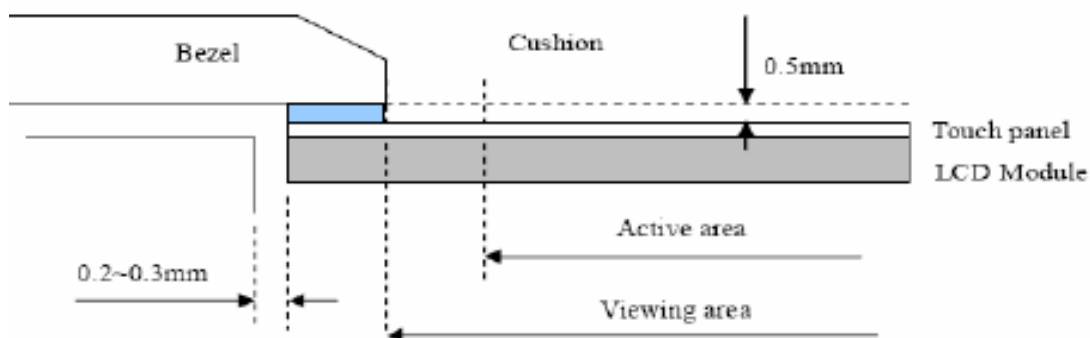 Cushion
Bezel
0.5mm
Touch panel
LCD Module
Active area
0.2~0.3mm
Viewing area